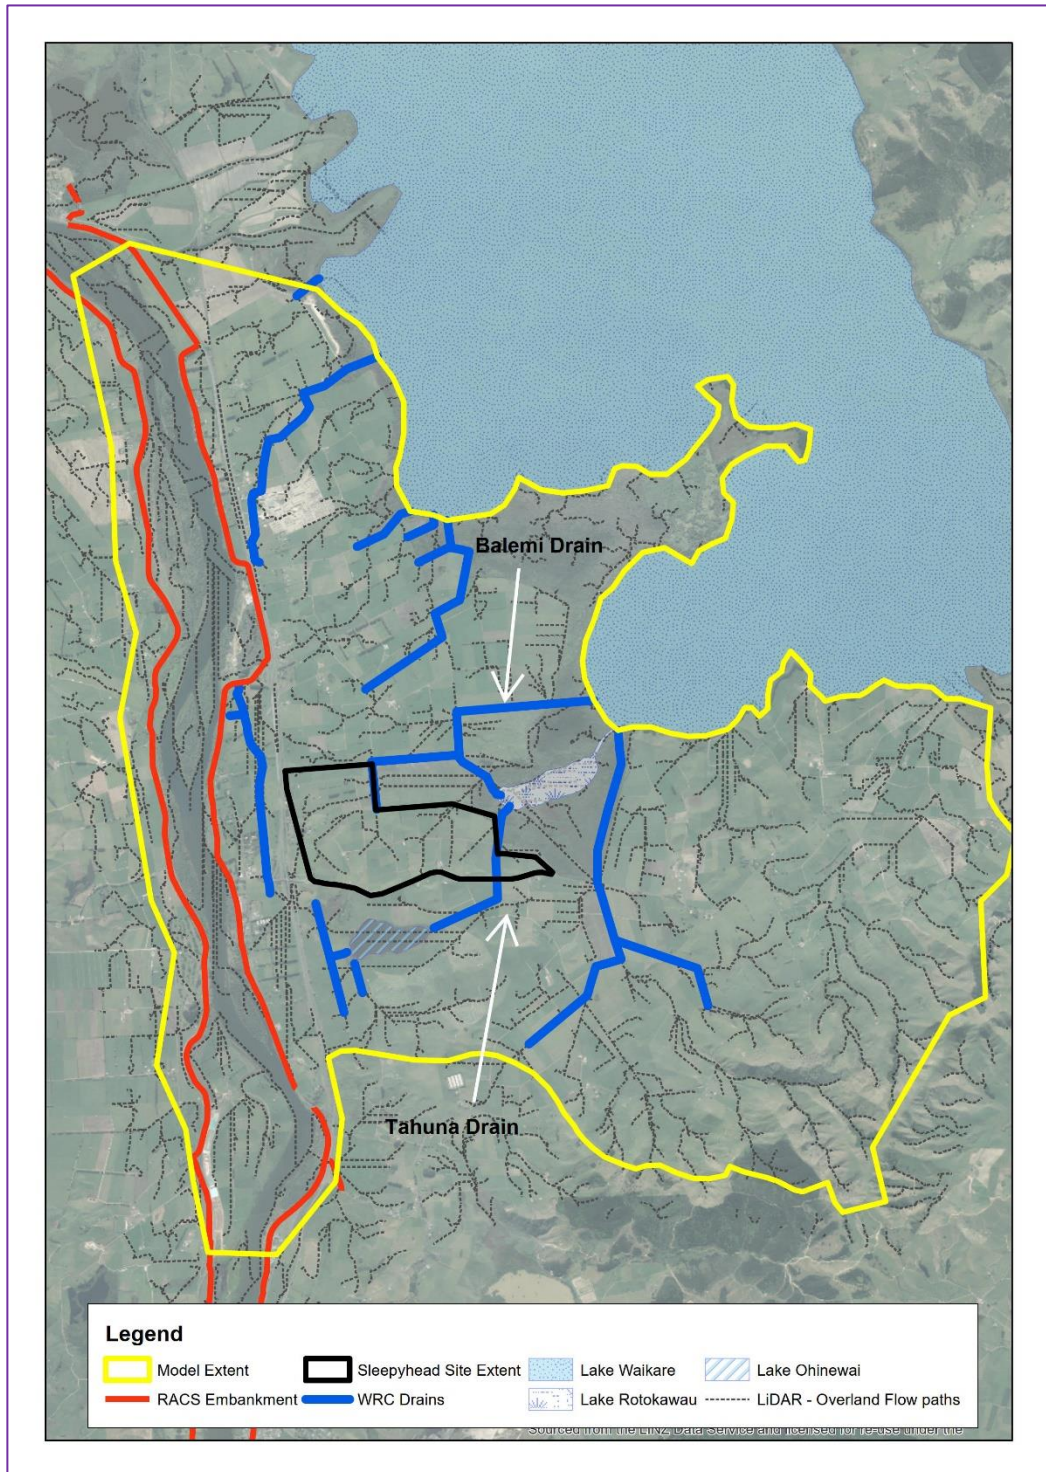 Balemi Drain
Tahuna Drain
Legend
Model Extent
Sleepyhead Site Extent
Lake Waikare
Lake Ohinewai
RACS Embankment
WRC Drains
Lake Rotokawau
LiDAR - Overland Flow paths
Sourced from the LINZ Data Service and licensed for re-use under the